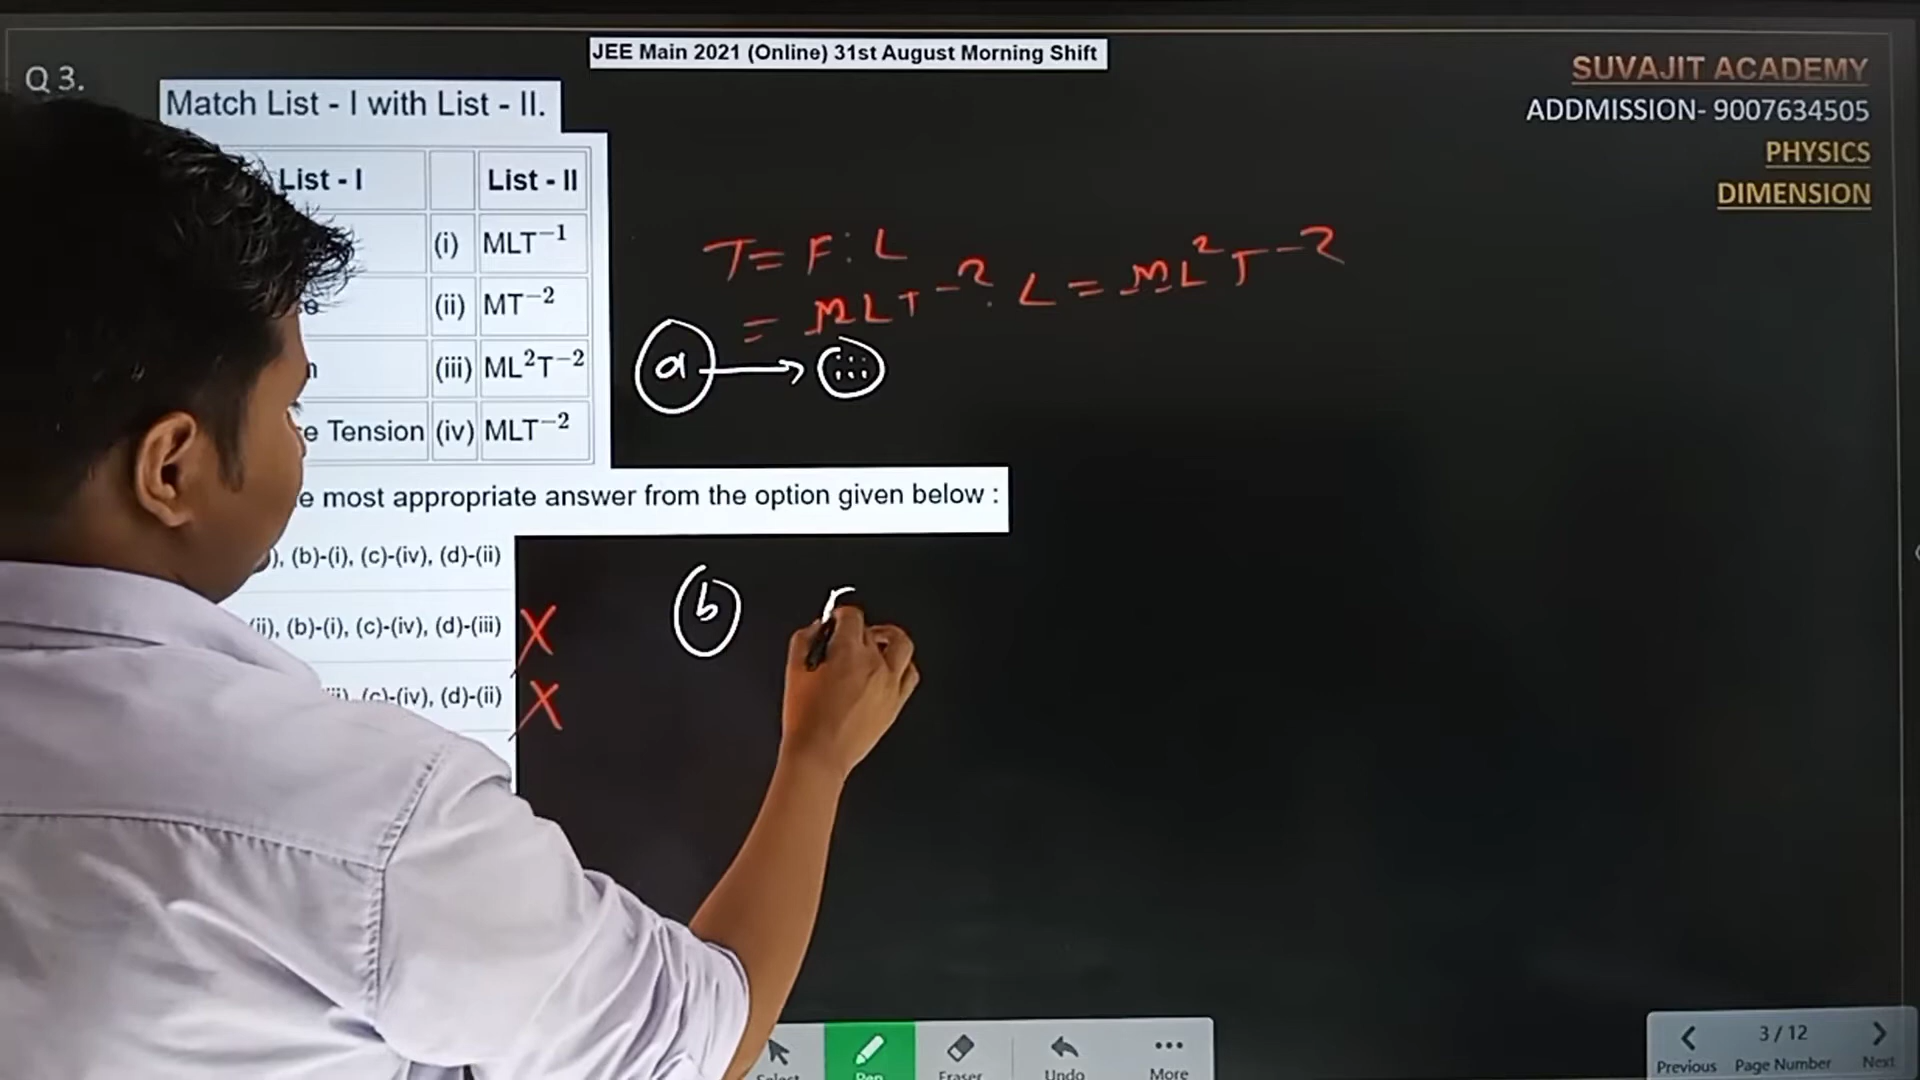 JEE Main 2021 (Online) 31st August Morning Shift
Q 3.
SUVAJIT ACADEMY
ADDMISSION- 9007634505
PHYSICS
DIMENSION
Match List - I with List - II.
List - I List - II
(i) MLT⁻¹
(ii) MT⁻²
(iii) ML²T⁻²
Tension (iv) MLT⁻²
most appropriate answer from the option given below :
(b)-(i), (c)-(iv), (d)-(ii)
(b)-(i), (c)-(iv), (d)-(iii) X
(c)-(iv), (d)-(ii) X
T = F . L
= MLT⁻² . L = ML²T⁻²
a → iii
b F
Select Pen Eraser Undo More
Previous 3 / 12 Next
Page Number